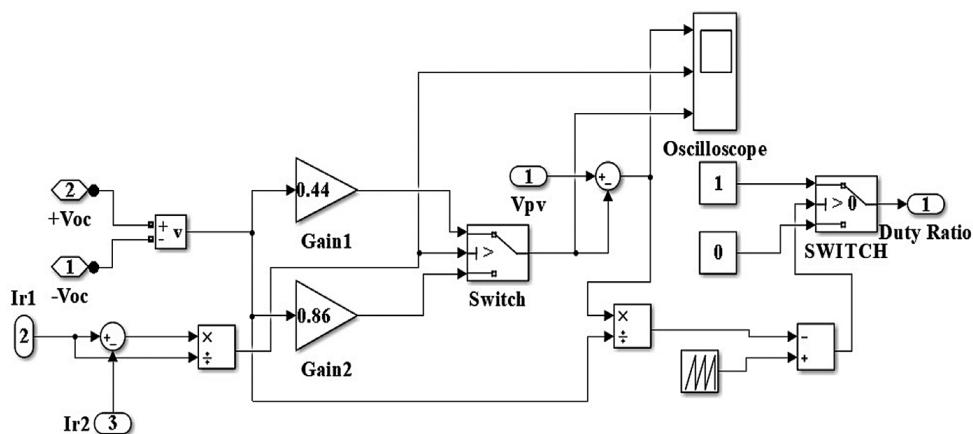 Oscilloscope
1
Vpv
+ -
1
0
> 0
SWITCH
1
Duty Ratio
2
+Voc
1
-Voc
+
- v
0.44
Gain1
>
Switch
0.86
Gain2
Ir1
2
+ -
×
÷
Ir2
3
×
÷
-
+